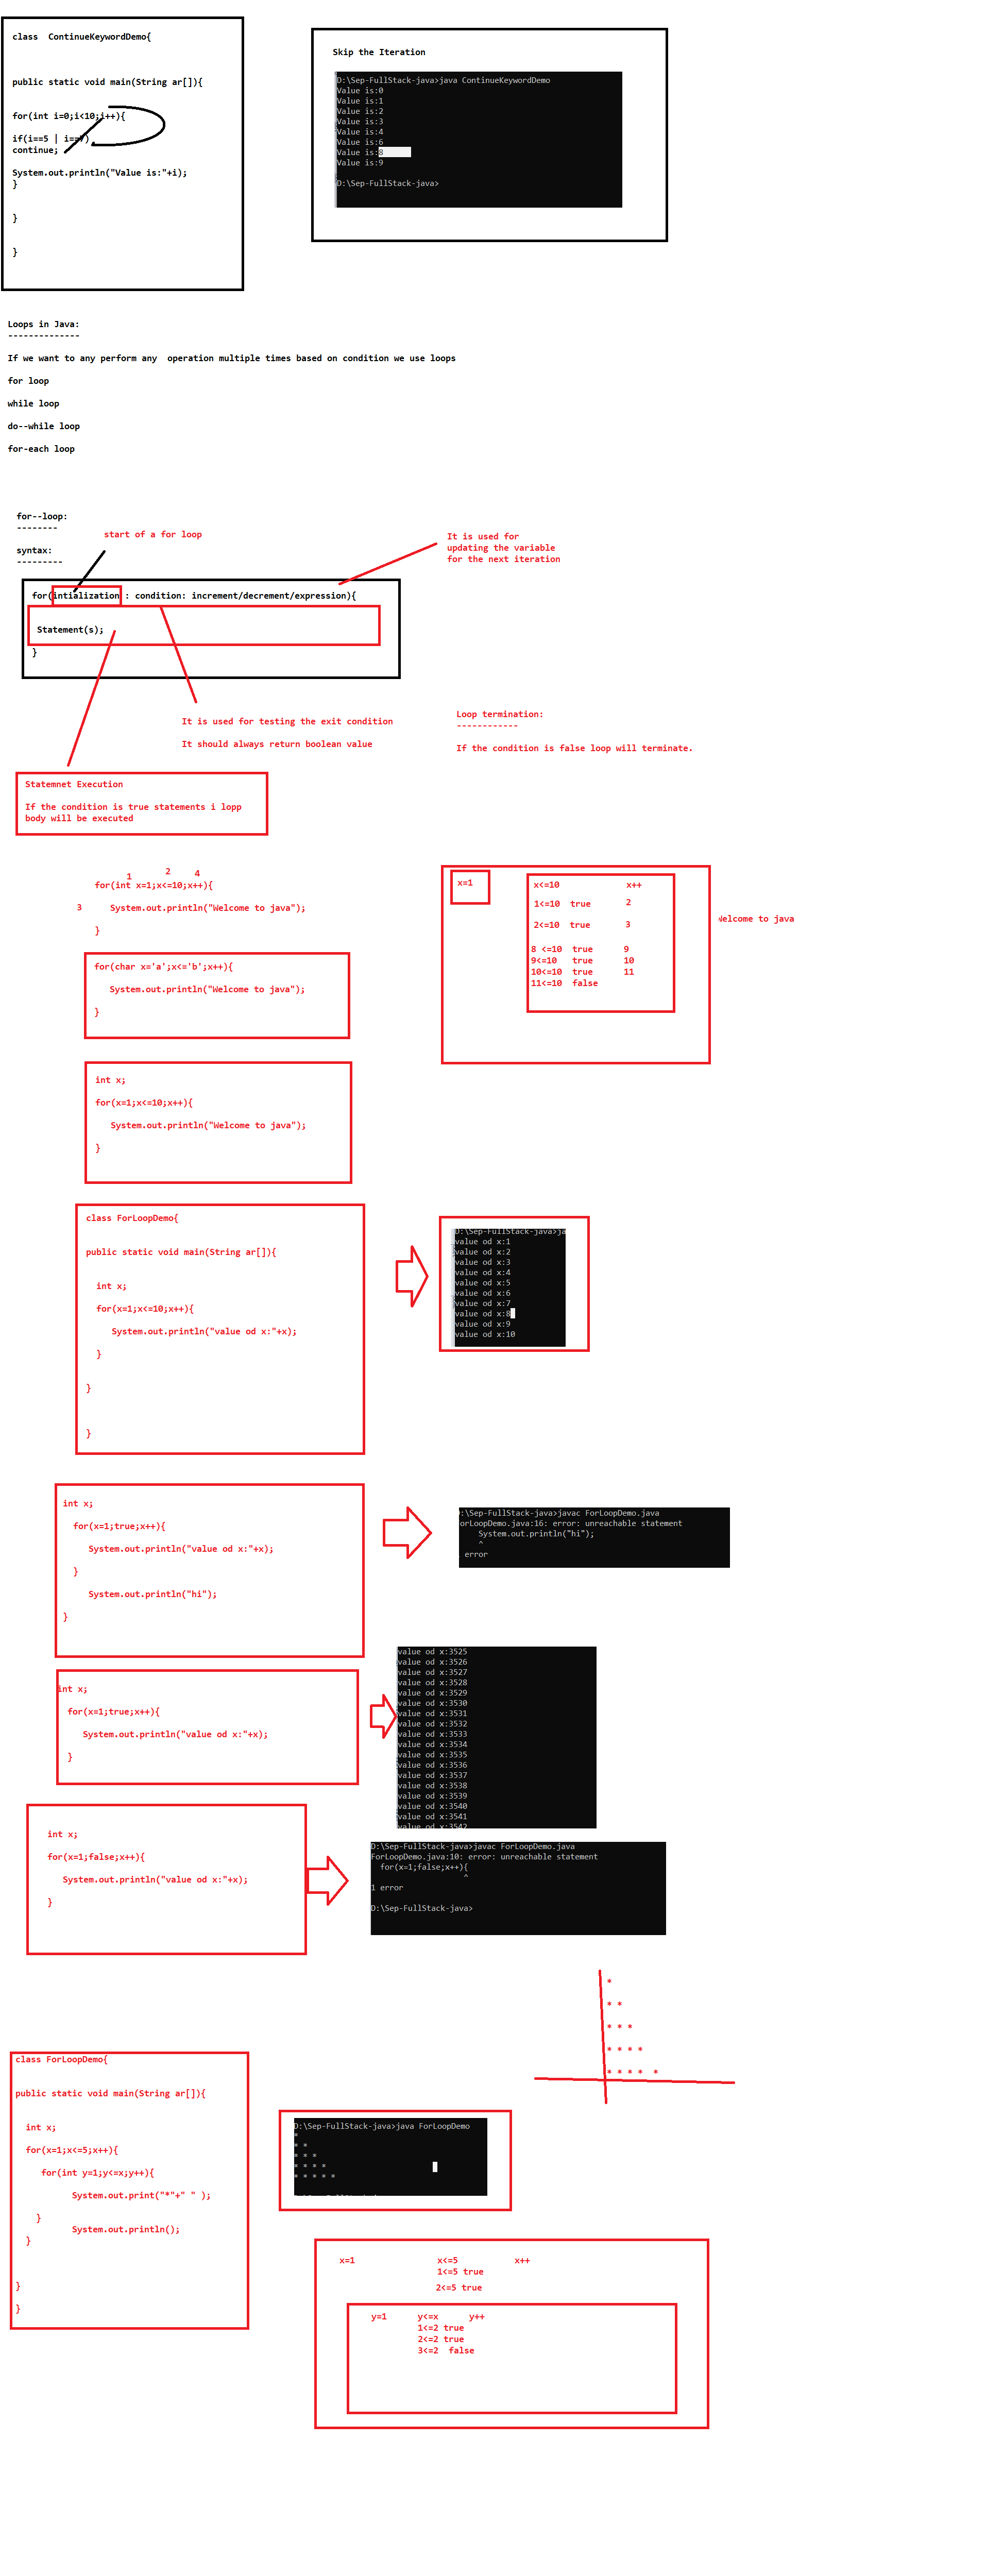 class  ContinueKeywordDemo{
public static void main(String ar[]){
for(int i=0;i<10;i++){
if(i==5 | i==7)
continue;
System.out.println("Value is:"+i);
}
}
}
Skip the Iteration
D:\Sep-FullStack-java>java ContinueKeywordDemo
Value is:0
Value is:1
Value is:2
Value is:3
Value is:4
Value is:6
Value is:8
Value is:9
D:\Sep-FullStack-java>
Loops in Java:
--------------
If we want to any perform any  operation multiple times based on condition we use loops
for loop
while loop
do--while loop
for-each loop
for--loop:
--------
syntax:
---------
start of a for loop
It is used for
updating the variable
for the next iteration
for(intialization : condition: increment/decrement/expression){
Statement(s);
}
It is used for testing the exit condition
It should always return boolean value
Loop termination:
------------
If the condition is false loop will terminate.
Statemnet Execution
If the condition is true statements i lopp
body will be executed
1 2 4
for(int x=1;x<=10;x++){
3 System.out.println("Welcome to java");
}
x=1
x<=10 x++
1<=10  true 2
2<=10  true 3
8 <=10  true 9
9<=10   true 10
10<=10  true 11
11<=10  false
Welcome to java
for(char x='a';x<='b';x++){
System.out.println("Welcome to java");
}
int x;
for(x=1;x<=10;x++){
System.out.println("Welcome to java");
}
class ForLoopDemo{
public static void main(String ar[]){
int x;
for(x=1;x<=10;x++){
System.out.println("value od x:"+x);
}
}
}
D:\Sep-FullStack-java>ja
value od x:1
value od x:2
value od x:3
value od x:4
value od x:5
value od x:6
value od x:7
value od x:8
value od x:9
value od x:10
int x;
for(x=1;true;x++){
System.out.println("value od x:"+x);
}
System.out.println("hi");
}
:\Sep-FullStack-java>javac ForLoopDemo.java
orLoopDemo.java:16: error: unreachable statement
System.out.println("hi");
^
error
int x;
for(x=1;true;x++){
System.out.println("value od x:"+x);
}
value od x:3525
value od x:3526
value od x:3527
value od x:3528
value od x:3529
value od x:3530
value od x:3531
value od x:3532
value od x:3533
value od x:3534
value od x:3535
value od x:3536
value od x:3537
value od x:3538
value od x:3539
value od x:3540
value od x:3541
value od x:3542
int x;
for(x=1;false;x++){
System.out.println("value od x:"+x);
}
D:\Sep-FullStack-java>javac ForLoopDemo.java
ForLoopDemo.java:10: error: unreachable statement
for(x=1;false;x++){
^
1 error
D:\Sep-FullStack-java>
*
* *
* * *
* * * *
* * * *  *
class ForLoopDemo{
public static void main(String ar[]){
int x;
for(x=1;x<=5;x++){
for(int y=1;y<=x;y++){
System.out.print("*"+" " );
}
System.out.println();
}
}
}
D:\Sep-FullStack-java>java ForLoopDemo
*
* *
* * *
* * * *
* * * * *
x=1 x<=5 x++
1<=5 true
2<=5 true
y=1 y<=x y++
1<=2 true
2<=2 true
3<=2  false